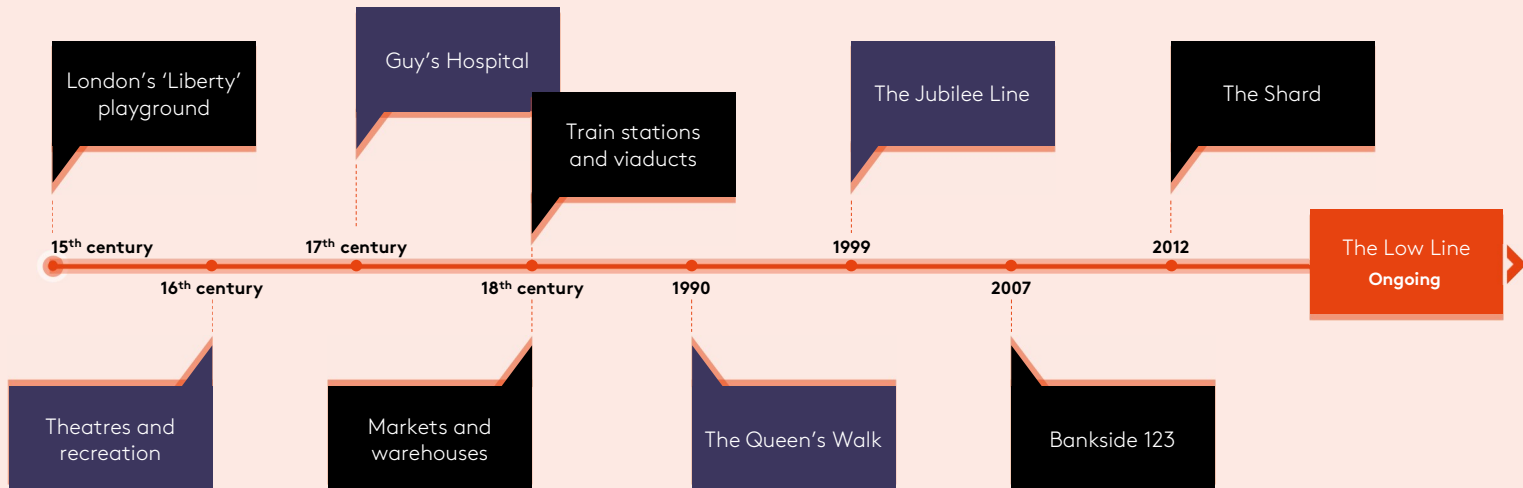 London's ‘Liberty’
playground
Guy's Hospital
Train stations
and viaducts
The Jubilee Line
The Shard
15th century
17th century
1999
2012
The Low Line
Ongoing
16th century
18th century
1990
2007
Theatres and
recreation
Markets and
warehouses
The Queen's Walk
Bankside 123